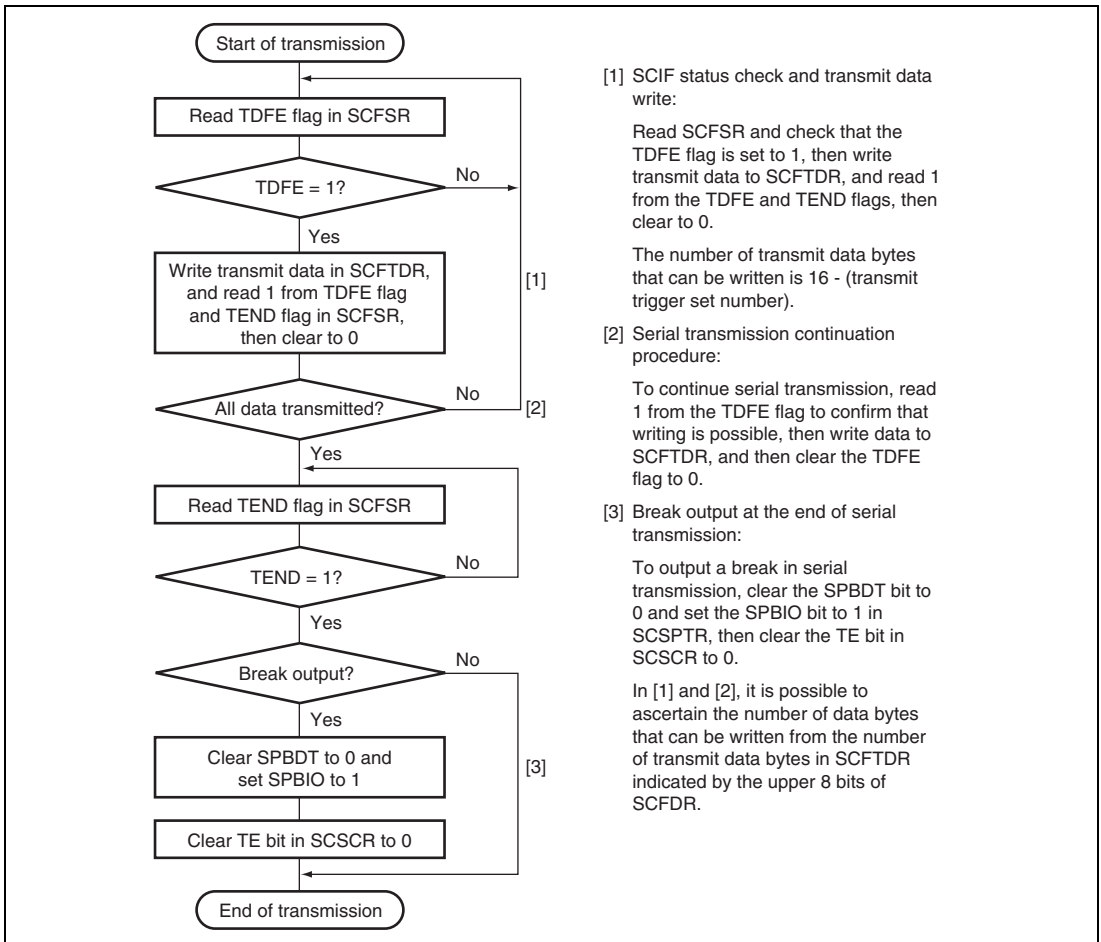 Start of transmission
Read TDFE flag in SCFSR
TDFE = 1?
No
Yes
Write transmit data in SCFTDR,
and read 1 from TDFE flag
and TEND flag in SCFSR,
then clear to 0
[1]
All data transmitted?
No
[2]
Yes
Read TEND flag in SCFSR
TEND = 1?
No
Yes
Break output?
No
Yes
Clear SPBDT to 0 and
set SPBIO to 1
[3]
Clear TE bit in SCSCR to 0
End of transmission
[1] SCIF status check and transmit data
write:
Read SCFSR and check that the
TDFE flag is set to 1, then write
transmit data to SCFTDR, and read 1
from the TDFE and TEND flags, then
clear to 0.
The number of transmit data bytes
that can be written is 16 - (transmit
trigger set number).
[2] Serial transmission continuation
procedure:
To continue serial transmission, read
1 from the TDFE flag to confirm that
writing is possible, then write data to
SCFTDR, and then clear the TDFE
flag to 0.
[3] Break output at the end of serial
transmission:
To output a break in serial
transmission, clear the SPBDT bit to
0 and set the SPBIO bit to 1 in
SCSPTR, then clear the TE bit in
SCSCR to 0.
In [1] and [2], it is possible to
ascertain the number of data bytes
that can be written from the number
of transmit data bytes in SCFTDR
indicated by the upper 8 bits of
SCFDR.